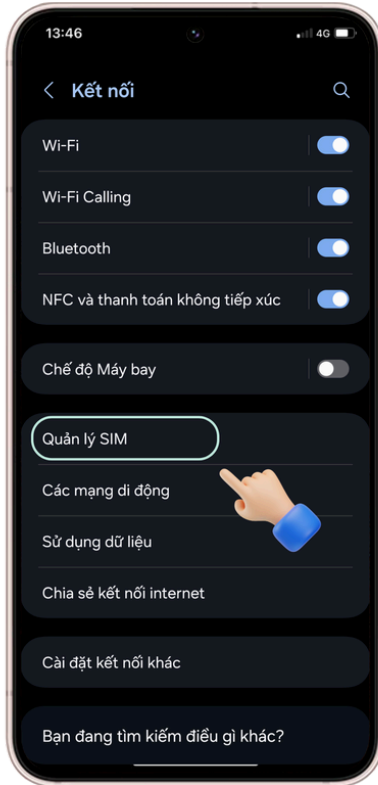 13:46
4G
Kết nối
Wi-Fi
Wi-Fi Calling
Bluetooth
NFC và thanh toán không tiếp xúc
Chế độ Máy bay
Quản lý SIM
Các mạng di động
Sử dụng dữ liệu
Chia sẻ kết nối internet
Cài đặt kết nối khác
Bạn đang tìm kiếm điều gì khác?